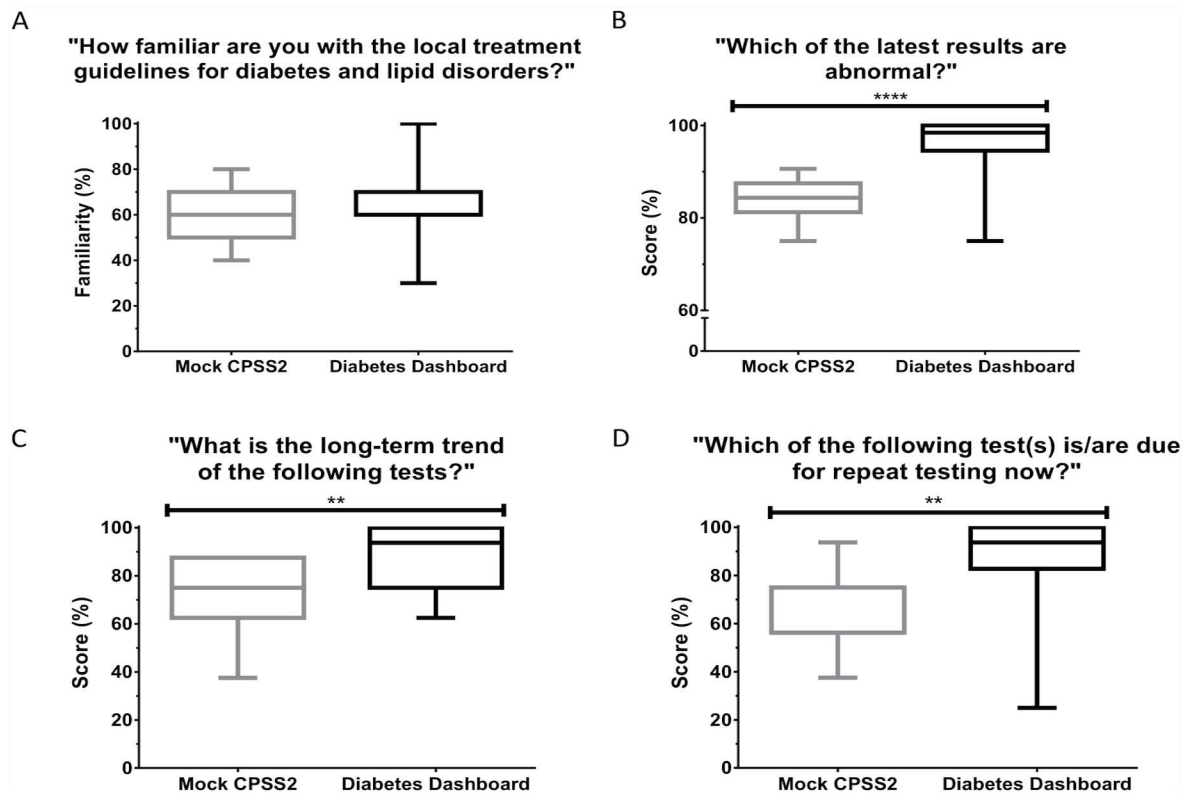 A
"How familiar are you with the local treatment
guidelines for diabetes and lipid disorders?"
Familiarity (%)
100
80
60
40
20
0
Mock CPSS2
Diabetes Dashboard
B
"Which of the latest results are
abnormal?"
****
Score (%)
100
80
60
0
Mock CPSS2
Diabetes Dashboard
C
"What is the long-term trend
of the following tests?"
**
Score (%)
100
80
60
40
20
0
Mock CPSS2
Diabetes Dashboard
D
"Which of the following test(s) is/are due
for repeat testing now?"
**
Score (%)
100
80
60
40
20
0
Mock CPSS2
Diabetes Dashboard